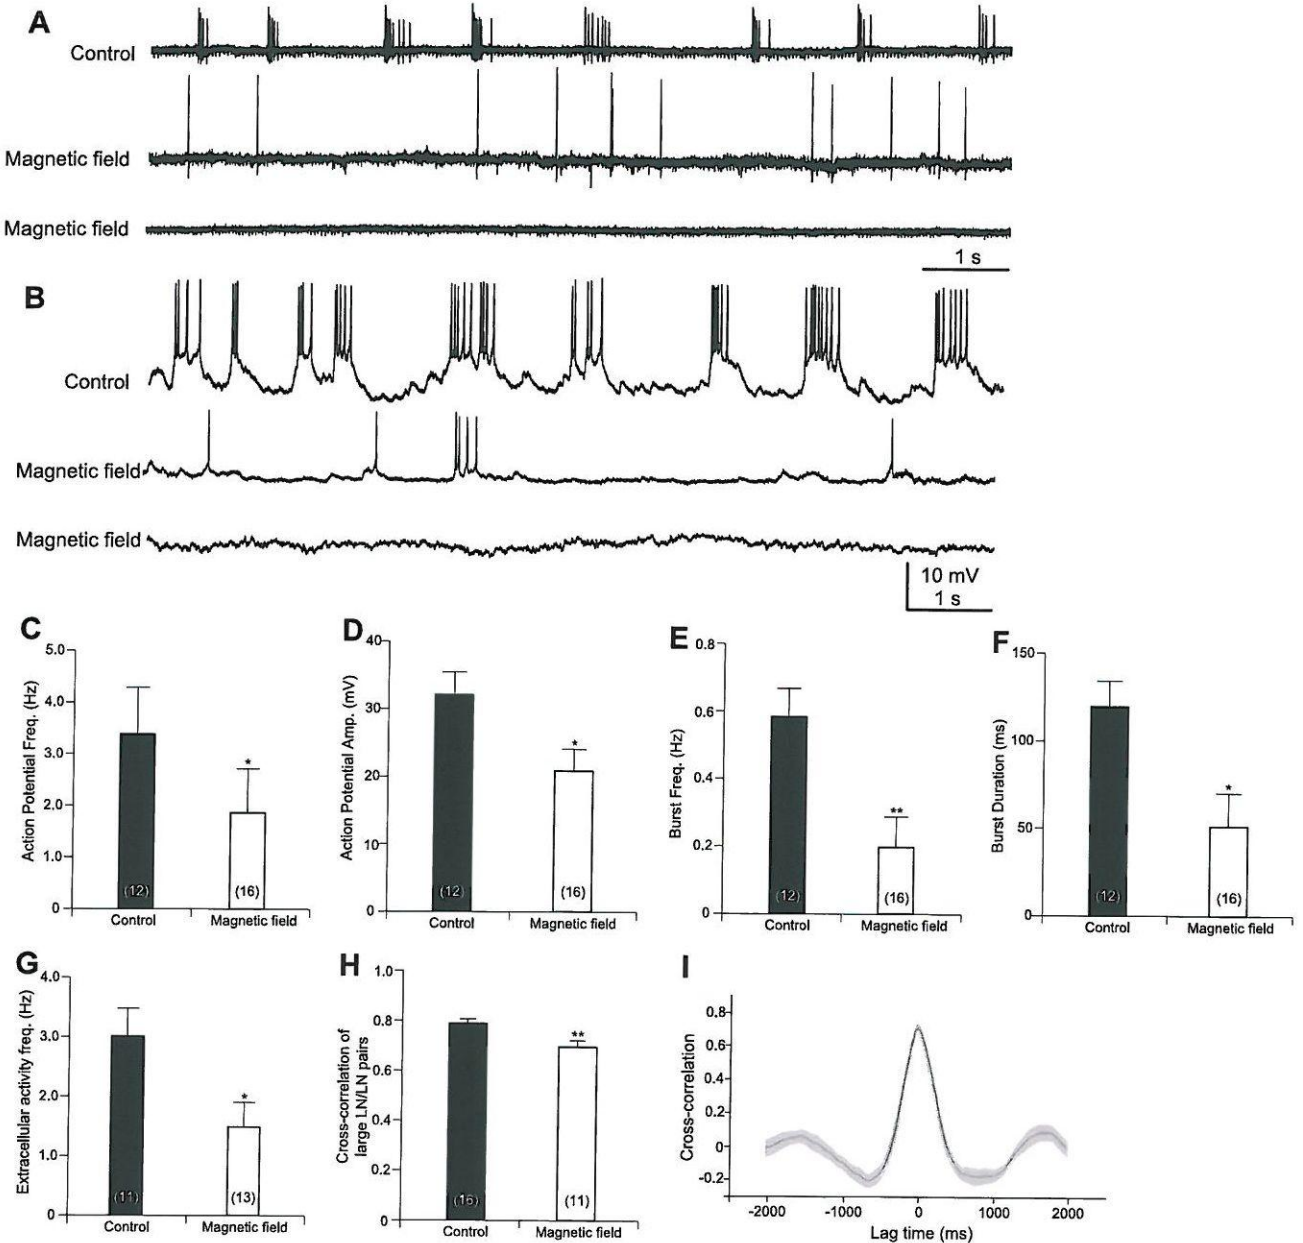 A
Control
Magnetic field
Magnetic field
1 s
B
Control
Magnetic field
Magnetic field
10 mV
1 s
C
Action Potential Freq. (Hz)
5.0
4.0
3.0
2.0
1.0
0
*
(12)
(16)
Control
Magnetic field
D
Action Potential Amp. (mV)
40
30
20
10
0
*
(12)
(16)
Control
Magnetic field
E
Burst Freq. (Hz)
0.8
0.6
0.4
0.2
0
**
(12)
(16)
Control
Magnetic field
F
Burst Duration (ms)
150
100
50
0
*
(12)
(16)
Control
Magnetic field
G
Extracellular activity freq. (Hz)
4.0
3.0
2.0
1.0
0
*
(11)
(13)
Control
Magnetic field
H
Cross-correlation of
large LN/LN pairs
1.0
0.8
0.6
0.4
0.2
0
**
(16)
(11)
Control
Magnetic field
I
Cross-correlation
0.8
0.6
0.4
0.2
0
-0.2
-2000
-1000
0
1000
2000
Lag time (ms)